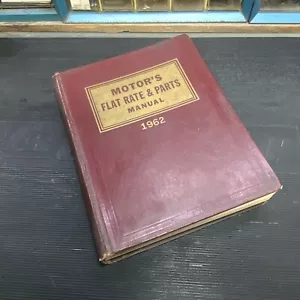 MOTOR'S
FLAT RATE & PARTS
MANUAL
1962